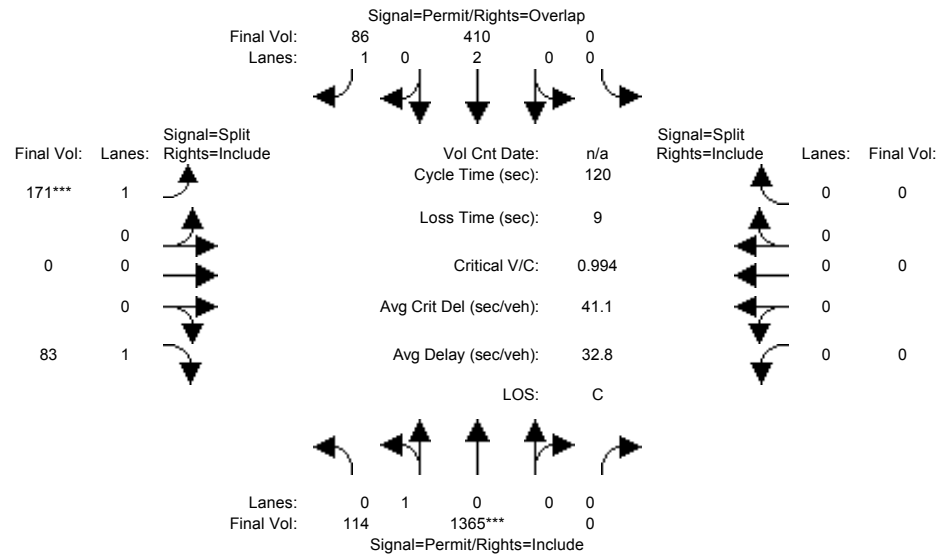 Signal=Permit/Rights=Overlap
Final Vol: 86 410 0
Lanes: 1 0 2 0 0
Signal=Split Signal=Split
Final Vol: Lanes: Rights=Include Vol Cnt Date: n/a Rights=Include Lanes: Final Vol:
Cycle Time (sec): 120
171*** 1 0 0
Loss Time (sec): 9
0 0
0 0 Critical V/C: 0.994 0 0
0 Avg Crit Del (sec/veh): 41.1 0
83 1 Avg Delay (sec/veh): 32.8 0 0
LOS: C
Lanes: 0 1 0 0 0
Final Vol: 114 1365*** 0
Signal=Permit/Rights=Include